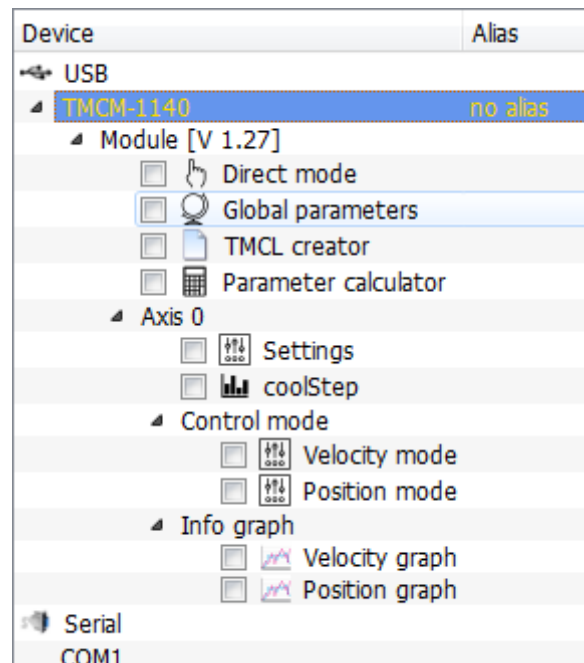 Device Alias
USB
TMCM-1140 no alias
Module [V 1.27]
Direct mode
Global parameters
TMCL creator
Parameter calculator
Axis 0
Settings
coolStep
Control mode
Velocity mode
Position mode
Info graph
Velocity graph
Position graph
Serial
COM1